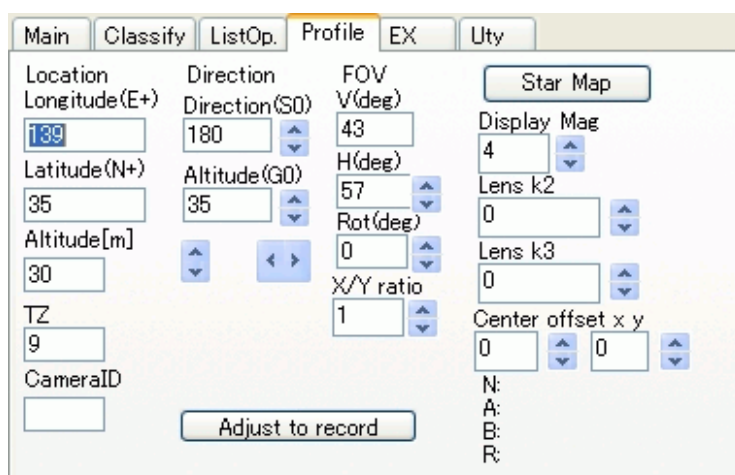 Main Classify ListOp. Profile EX Uty
Location
Longitude(E+)
139
Latitude(N+)
35
Altitude[m]
30
TZ
9
CameraID
Direction
Direction(S0)
180
Altitude(G0)
35
FOV
V(deg)
43
H(deg)
57
Rot(deg)
0
X/Y ratio
1
Adjust to record
Star Map
Display Mag
4
Lens k2
0
Lens k3
0
Center offset x y
0 0
N:
A:
B:
R: